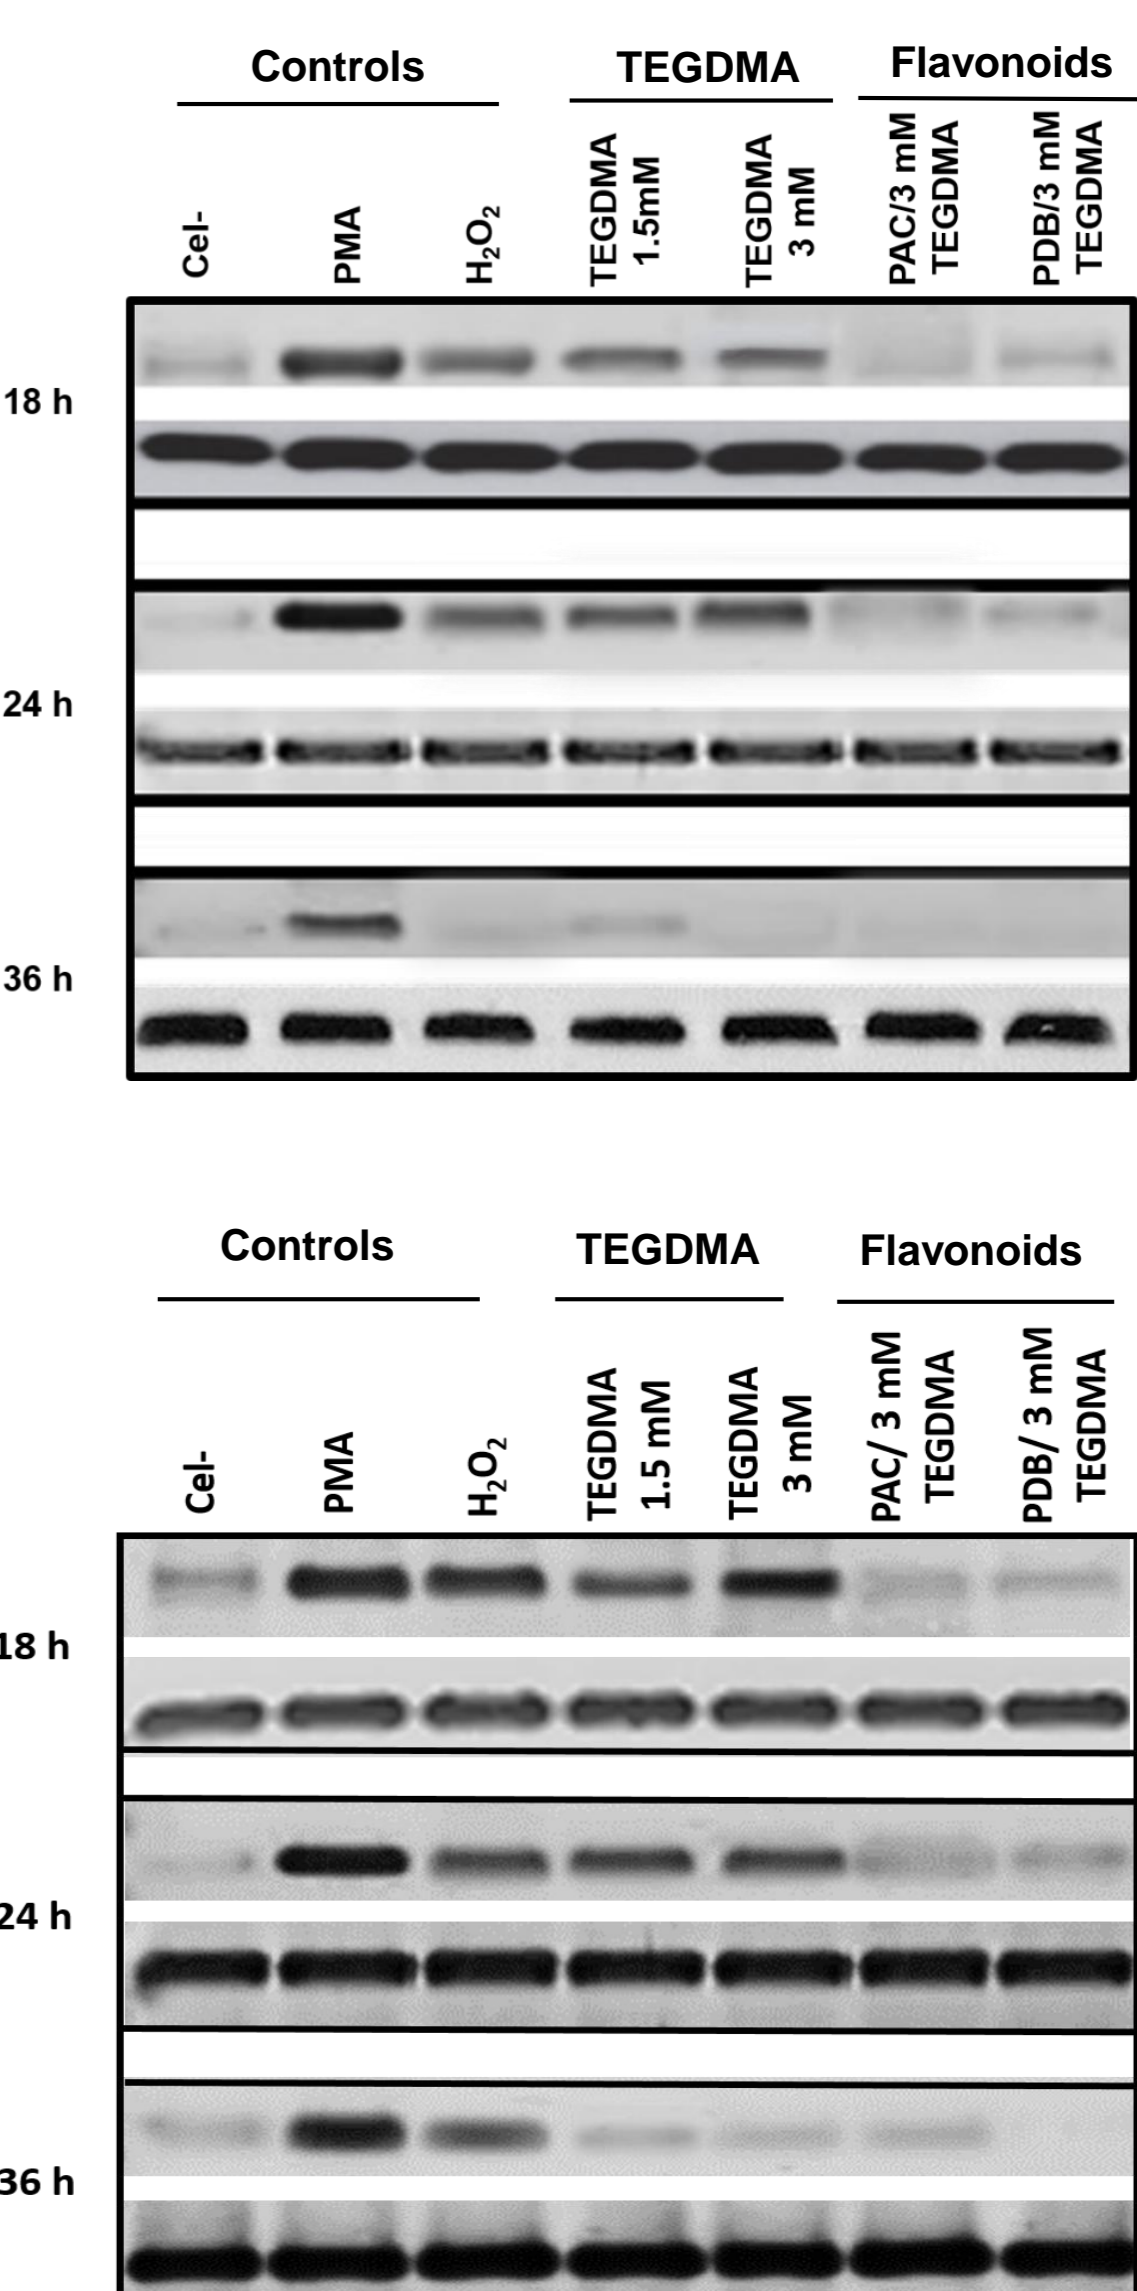 Controls
TEGDMA
Flavonoids
Cel-
PMA
H₂O₂
TEGDMA
1.5mM
TEGDMA
3 mM
PAC/3 mM
TEGDMA
PDB/3 mM
TEGDMA
18 h
24 h
36 h
Controls
TEGDMA
Flavonoids
Cel-
PMA
H₂O₂
TEGDMA
1.5 mM
TEGDMA
3 mM
PAC/ 3 mM
TEGDMA
PDB/ 3 mM
TEGDMA
18 h
24 h
36 h